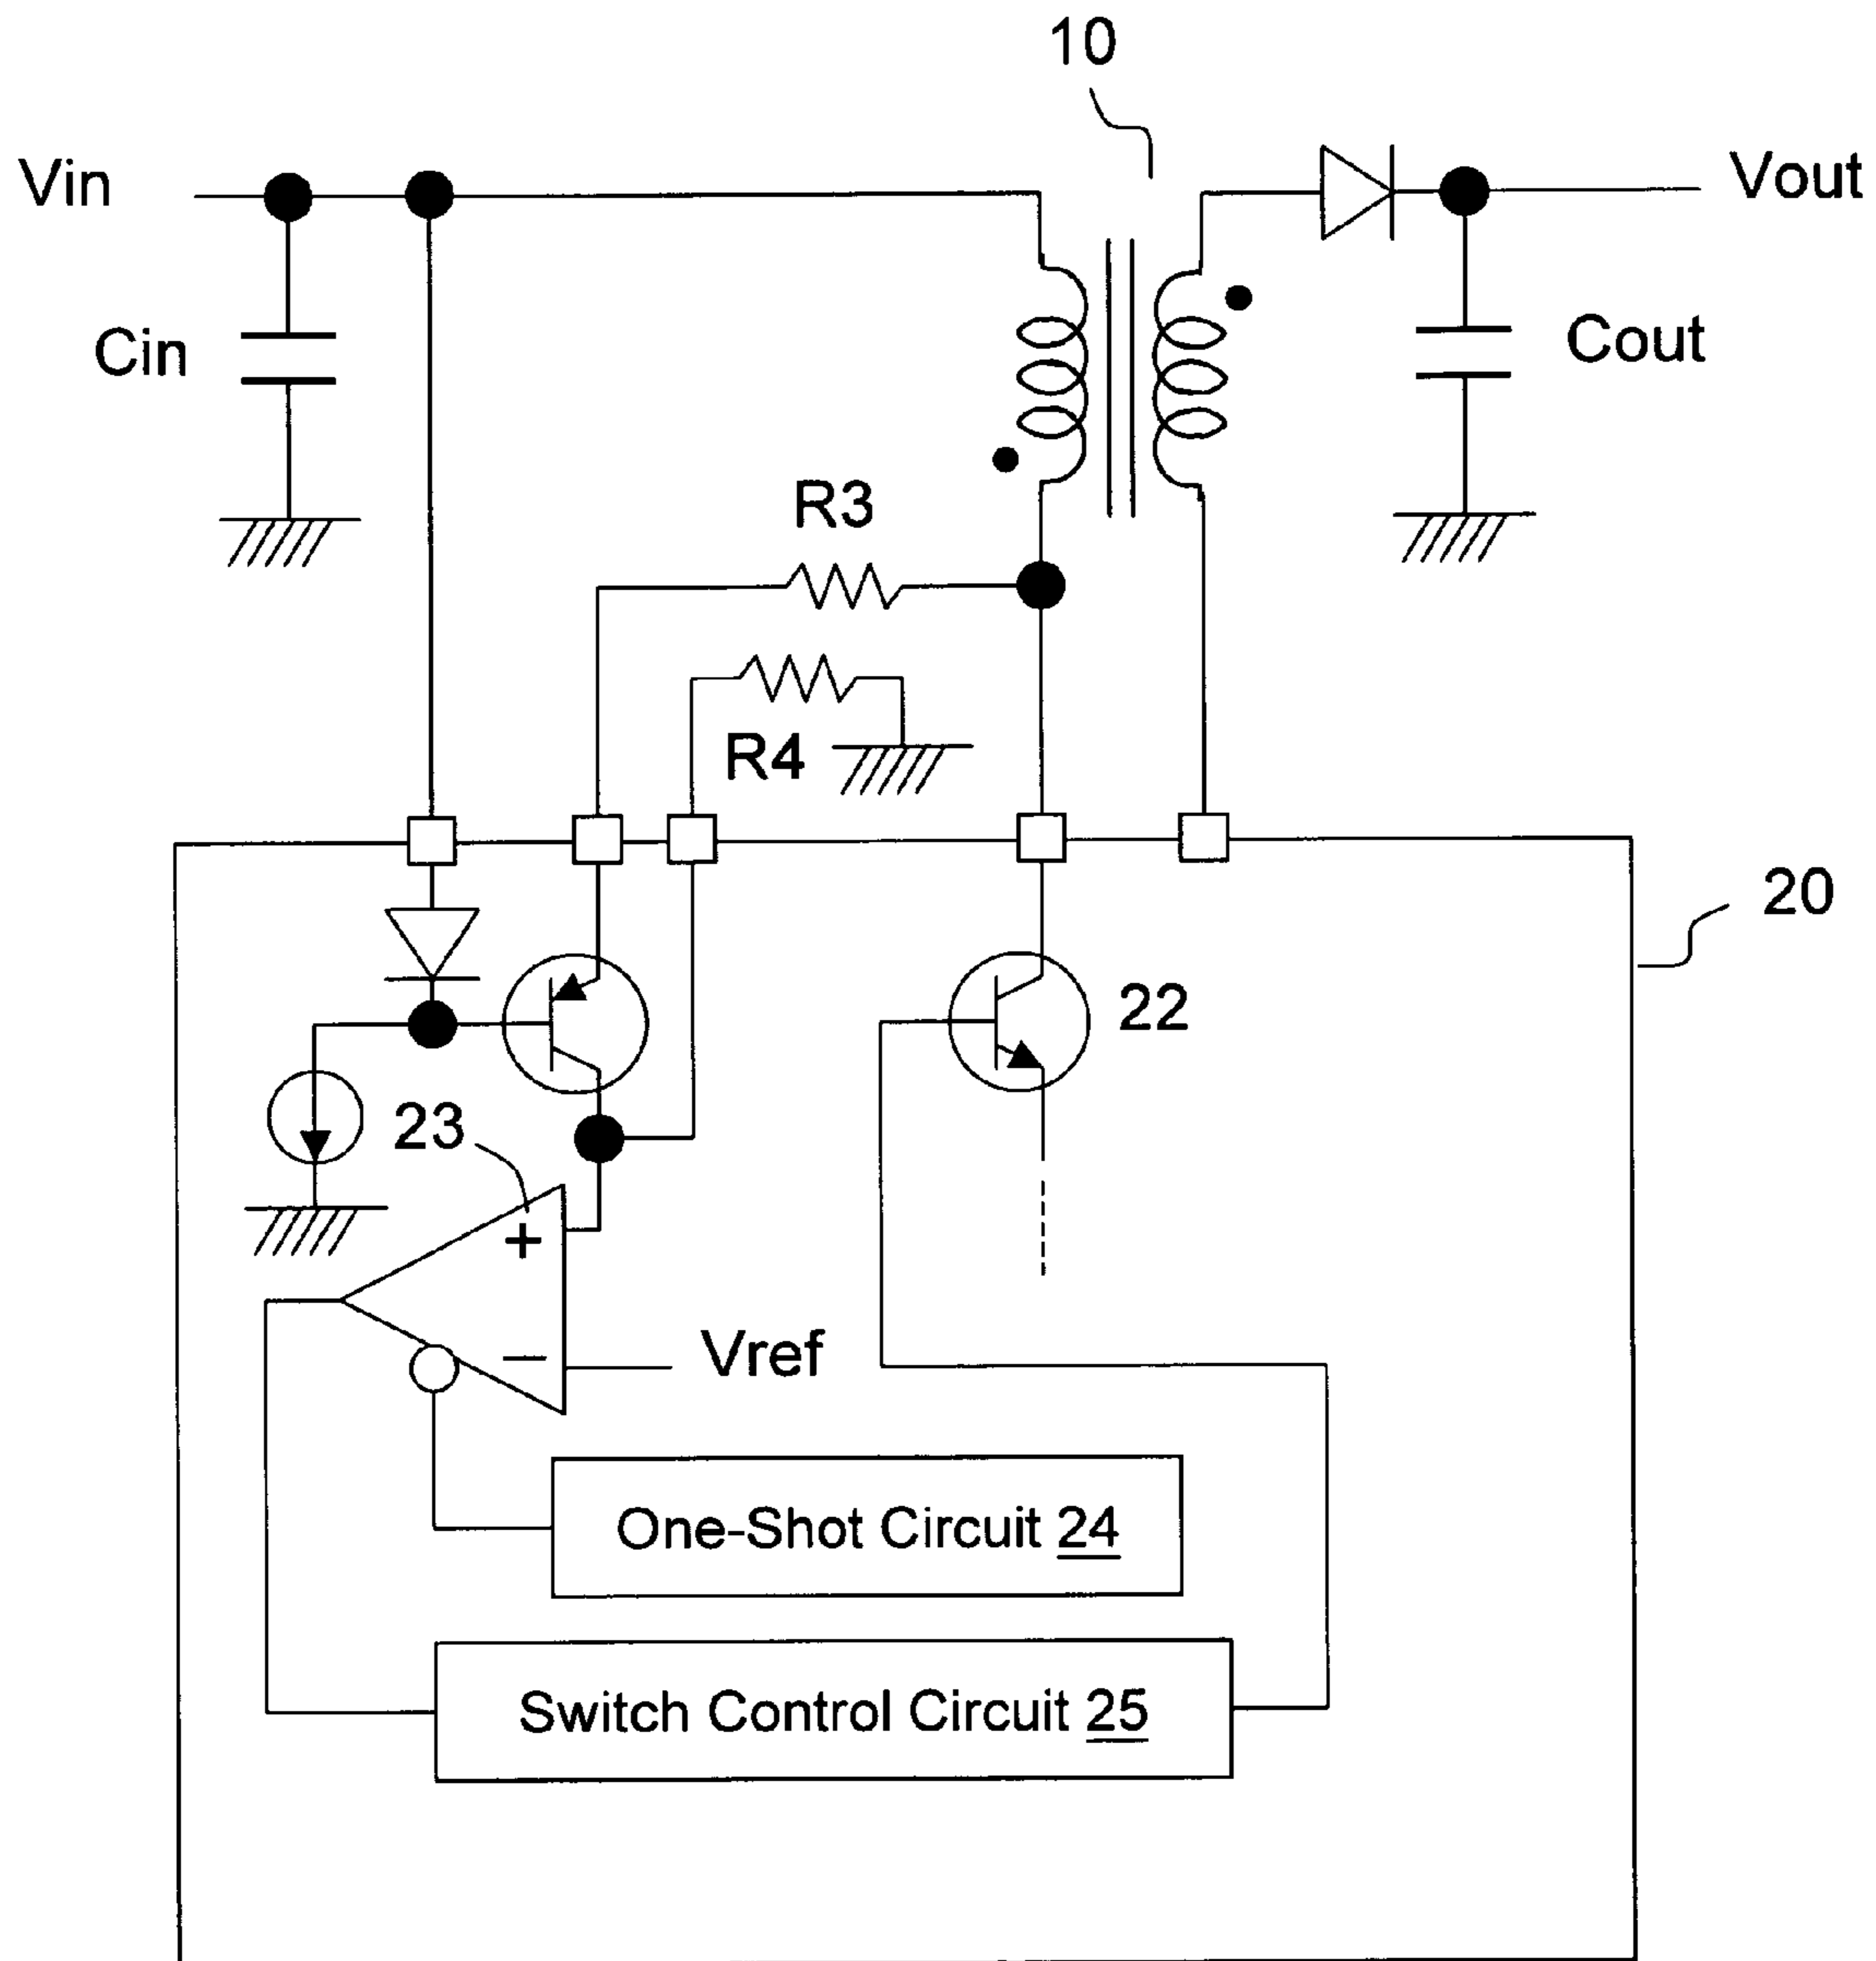 10
Vin
Vout
Cin
Cout
R3
R4
20
22
23
+
−
Vref
One-Shot Circuit 24
Switch Control Circuit 25